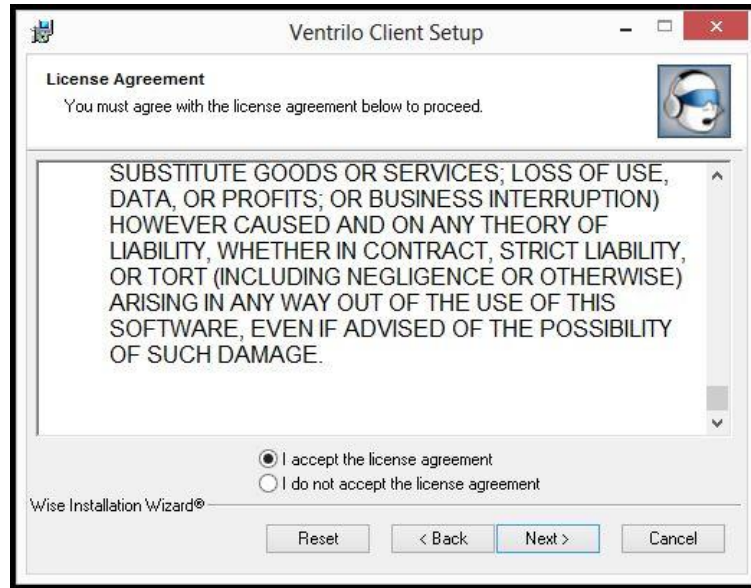 Ventrilo Client Setup
License Agreement
You must agree with the license agreement below to proceed.
SUBSTITUTE GOODS OR SERVICES; LOSS OF USE,
DATA, OR PROFITS; OR BUSINESS INTERRUPTION)
HOWEVER CAUSED AND ON ANY THEORY OF
LIABILITY, WHETHER IN CONTRACT, STRICT LIABILITY,
OR TORT (INCLUDING NEGLIGENCE OR OTHERWISE)
ARISING IN ANY WAY OUT OF THE USE OF THIS
SOFTWARE, EVEN IF ADVISED OF THE POSSIBILITY
OF SUCH DAMAGE.
I accept the license agreement
I do not accept the license agreement
Wise Installation Wizard®
Reset < Back Next > Cancel